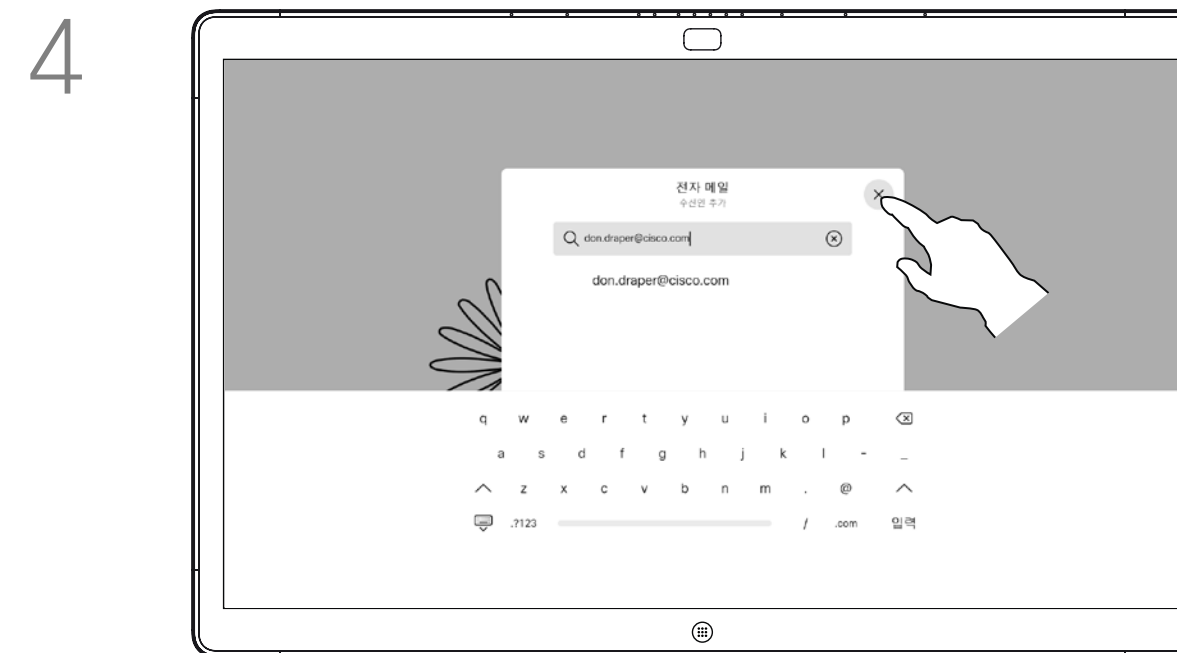 4
전자 메일
수신인 추가
don.draper@cisco.com
don.draper@cisco.com
q w e r t y u i o p
a s d f g h j k l - _
z x c v b n m . @
.?123 / .com 입력